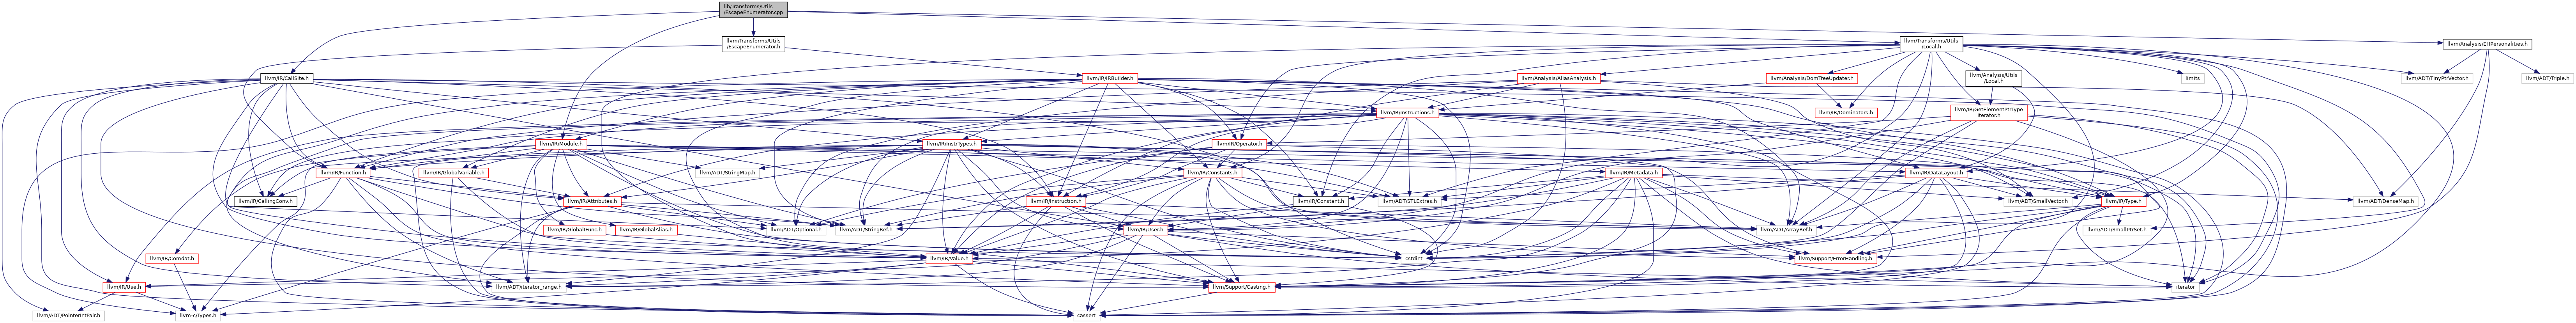 lib/Transforms/Utils
/EscapeEnumerator.cpp
llvm/Transforms/Utils
/EscapeEnumerator.h
llvm/Transforms/Utils
/Local.h
llvm/Analysis/EHPersonalities.h
llvm/IR/CallSite.h
llvm/IR/IRBuilder.h
llvm/Analysis/AliasAnalysis.h
llvm/Analysis/DomTreeUpdater.h
llvm/Analysis/Utils
/Local.h
limits
llvm/ADT/TinyPtrVector.h
llvm/ADT/Triple.h
llvm/IR/Instructions.h
llvm/IR/Dominators.h
llvm/IR/GetElementPtrType
Iterator.h
llvm/IR/Module.h
llvm/IR/InstrTypes.h
llvm/IR/Operator.h
llvm/IR/Function.h
llvm/IR/GlobalVariable.h
llvm/ADT/StringMap.h
llvm/IR/Constants.h
llvm/IR/Metadata.h
llvm/IR/DataLayout.h
llvm/IR/CallingConv.h
llvm/IR/Attributes.h
llvm/IR/Instruction.h
llvm/IR/Constant.h
llvm/ADT/STLExtras.h
llvm/ADT/SmallVector.h
llvm/IR/Type.h
llvm/ADT/DenseMap.h
llvm/IR/GlobalIFunc.h
llvm/IR/GlobalAlias.h
llvm/ADT/Optional.h
llvm/ADT/StringRef.h
llvm/IR/User.h
llvm/ADT/ArrayRef.h
llvm/ADT/SmallPtrSet.h
llvm/IR/Comdat.h
llvm/IR/Value.h
cstdint
llvm/Support/ErrorHandling.h
llvm/IR/Use.h
llvm/ADT/iterator_range.h
llvm/Support/Casting.h
iterator
llvm/ADT/PointerIntPair.h
llvm-c/Types.h
cassert